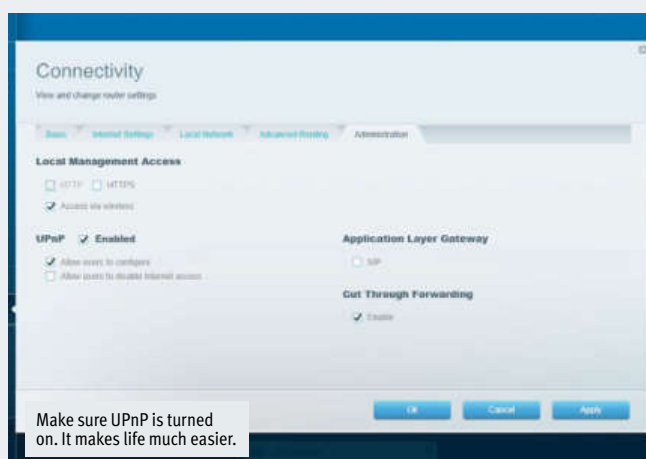 Connectivity
View and change router settings
Basic Internet Settings Local Network Advanced Routing Administration
Local Management Access
HTTP HTTPS
Access via wireless
UPnP Enabled
Allow users to configure
Allow users to disable Internet access
Application Layer Gateway
SIP
Cut Through Forwarding
Enable
Ok Cancel Apply
Make sure UPnP is turned
on. It makes life much easier.